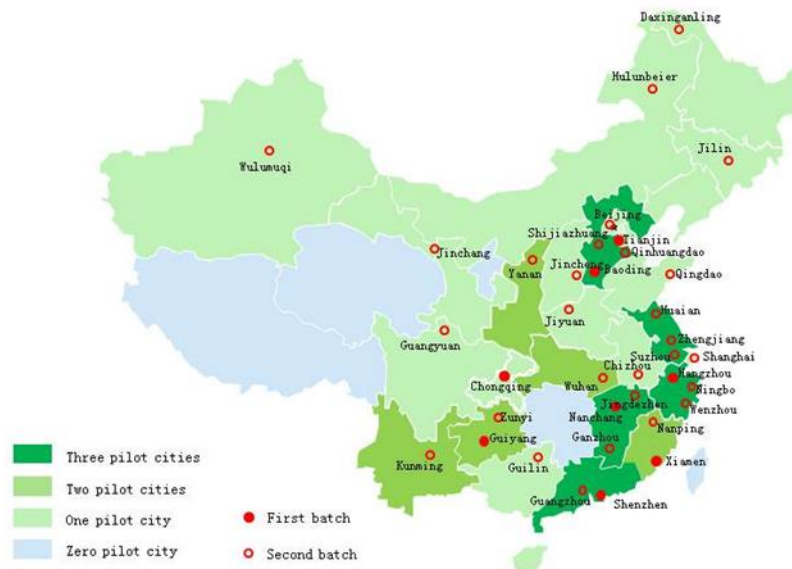 Daxinganling
Hulunbeier
Jilin
Wulumuqi
Beijing
Shijiazhuang
Tianjin
Jinchang
Qinhuangdao
Yanan
Jincheng
Baoding
Qingdao
Jiyuan
Huaian
Guangyuan
Zhengjiang
Suzhou
Shanghai
Chizhou
Chongqing
Wuhan
Hangzhou
Ningbo
Jingdezhen
Wenzhou
Nanchang
Zunyi
Nanping
Guiyang
Ganzhou
Kunming
Guilin
Xiamen
Guangzhou
Shenzhen
Three pilot cities
Two pilot cities
One pilot city
First batch
Zero pilot city
Second batch